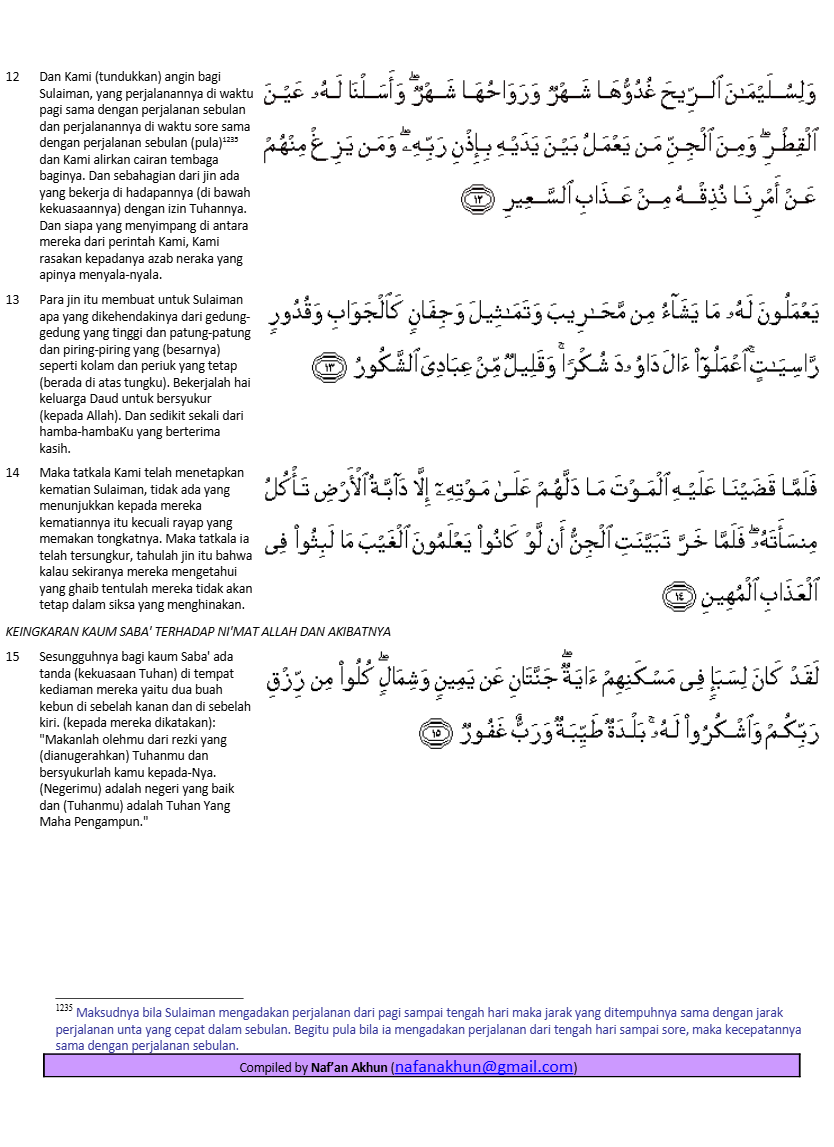 12 Dan Kami (tundukkan) angin bagi
Sulaiman, yang perjalanannya di waktu
pagi sama dengan perjalanan sebulan
dan perjalanannya di waktu sore sama
dengan perjalanan sebulan (pula)¹²³⁵
dan Kami alirkan cairan tembaga
baginya. Dan sebahagian dari jin ada
yang bekerja di hadapannya (di bawah
kekuasaannya) dengan izin Tuhannya.
Dan siapa yang menyimpang di antara
mereka dari perintah Kami, Kami
rasakan kepadanya azab neraka yang
apinya menyala-nyala.
وَلِسُلَيْمَـٰنَ ٱلرِّيحَ غُدُوُّهَا شَهْرٌ وَرَوَاحُهَا شَهْرٌ ۖ وَأَسَلْنَا لَهُۥ عَيْنَ
ٱلْقِطْرِ ۖ وَمِنَ ٱلْجِنِّ مَن يَعْمَلُ بَيْنَ يَدَيْهِ بِإِذْنِ رَبِّهِۦ ۖ وَمَن يَزِغْ مِنْهُمْ
عَنْ أَمْرِنَا نُذِقْهُ مِنْ عَذَابِ ٱلسَّعِيرِ ١٢
13 Para jin itu membuat untuk Sulaiman
apa yang dikehendakinya dari gedung-
gedung yang tinggi dan patung-patung
dan piring-piring yang (besarnya)
seperti kolam dan periuk yang tetap
(berada di atas tungku). Bekerjalah hai
keluarga Daud untuk bersyukur
(kepada Allah). Dan sedikit sekali dari
hamba-hambaKu yang berterima
kasih.
يَعْمَلُونَ لَهُۥ مَا يَشَآءُ مِن مَّحَـٰرِيبَ وَتَمَـٰثِيلَ وَجِفَانٍ كَٱلْجَوَابِ وَقُدُورٍ
رَّاسِيَـٰتٍ ۚ ٱعْمَلُوٓا۟ ءَالَ دَاوُۥدَ شُكْرًا ۚ وَقَلِيلٌ مِّنْ عِبَادِىَ ٱلشَّكُورُ ١٣
14 Maka tatkala Kami telah menetapkan
kematian Sulaiman, tidak ada yang
menunjukkan kepada mereka
kematiannya itu kecuali rayap yang
memakan tongkatnya. Maka tatkala ia
telah tersungkur, tahulah jin itu bahwa
kalau sekiranya mereka mengetahui
yang ghaib tentulah mereka tidak akan
tetap dalam siksa yang menghinakan.
فَلَمَّا قَضَيْنَا عَلَيْهِ ٱلْمَوْتَ مَا دَلَّهُمْ عَلَىٰ مَوْتِهِۦٓ إِلَّا دَآبَّةُ ٱلْأَرْضِ تَأْكُلُ
مِنسَأَتَهُۥ ۖ فَلَمَّا خَرَّ تَبَيَّنَتِ ٱلْجِنُّ أَن لَّوْ كَانُوا۟ يَعْلَمُونَ ٱلْغَيْبَ مَا لَبِثُوا۟ فِى
ٱلْعَذَابِ ٱلْمُهِينِ ١٤
KEINGKARAN KAUM SABA' TERHADAP NI'MAT ALLAH DAN AKIBATNYA
15 Sesungguhnya bagi kaum Saba' ada
tanda (kekuasaan Tuhan) di tempat
kediaman mereka yaitu dua buah
kebun di sebelah kanan dan di sebelah
kiri. (kepada mereka dikatakan):
"Makanlah olehmu dari rezki yang
(dianugerahkan) Tuhanmu dan
bersyukurlah kamu kepada-Nya.
(Negerimu) adalah negeri yang baik
dan (Tuhanmu) adalah Tuhan Yang
Maha Pengampun."
لَقَدْ كَانَ لِسَبَإٍ فِى مَسْكَنِهِمْ ءَايَةٌ ۖ جَنَّتَانِ عَن يَمِينٍ وَشِمَالٍ ۖ كُلُوا۟ مِن رِّزْقِ
رَبِّكُمْ وَٱشْكُرُوا۟ لَهُۥ ۚ بَلْدَةٌ طَيِّبَةٌ وَرَبٌّ غَفُورٌ ١٥
¹²³⁵ Maksudnya bila Sulaiman mengadakan perjalanan dari pagi sampai tengah hari maka jarak yang ditempuhnya sama dengan jarak
perjalanan unta yang cepat dalam sebulan. Begitu pula bila ia mengadakan perjalanan dari tengah hari sampai sore, maka kecepatannya
sama dengan perjalanan sebulan.
Compiled by Naf'an Akhun (nafanakhun@gmail.com)